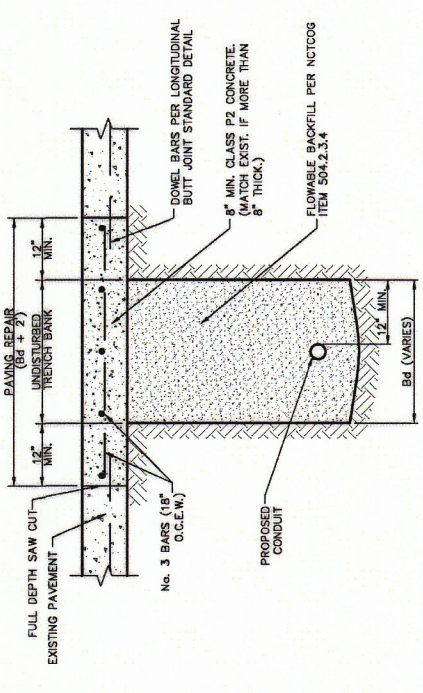 PAVING REPAIR
(Bd + 2')
12"
MIN.
UNDISTURBED
TRENCH BANK
12"
MIN.
FULL DEPTH SAW CUT
EXISTING PAVEMENT
No. 3 BARS (18"
O.C.E.W.)
DOWEL BARS PER LONGITUDINAL
BUTT JOINT STANDARD DETAIL
8" MIN. CLASS P2 CONCRETE.
(MATCH EXIST. IF MORE THAN
8" THICK.)
FLOWABLE BACKFILL PER NCTCOG
ITEM 504.2.3.4
PROPOSED
CONDUIT
12" MIN.
Bd (VARIES)